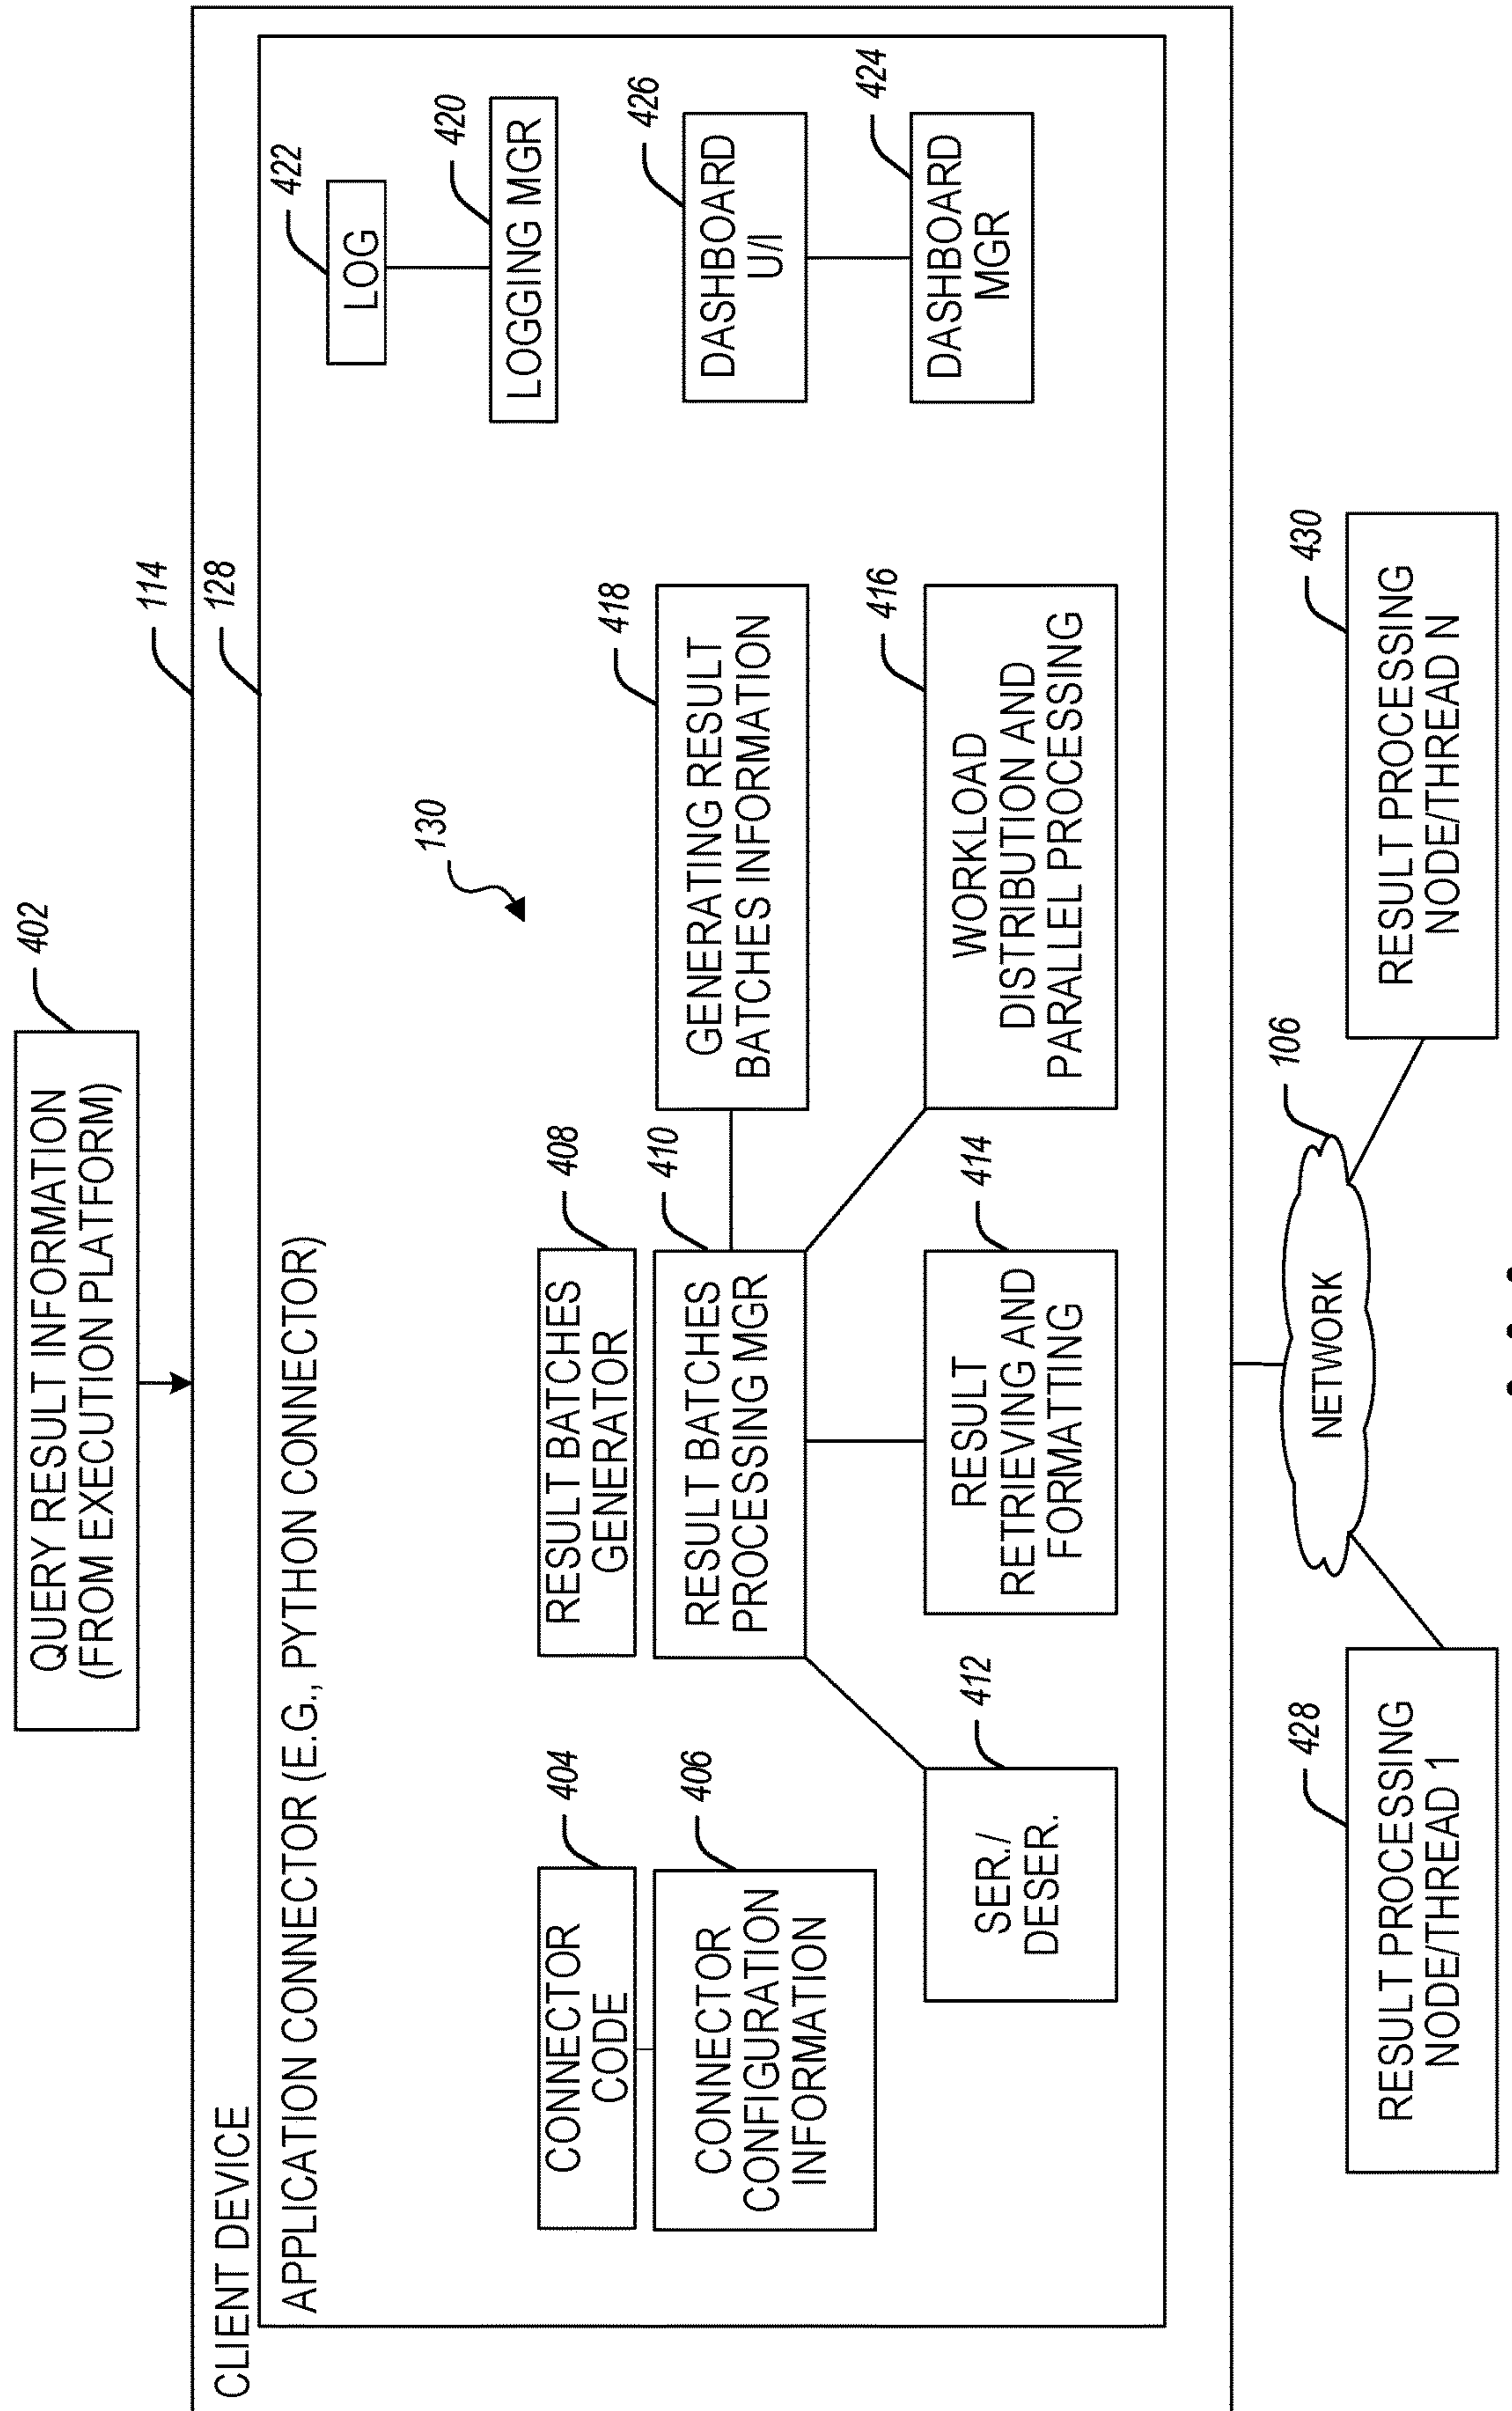 402
QUERY RESULT INFORMATION
(FROM EXECUTION PLATFORM)
114
CLIENT DEVICE
128
APPLICATION CONNECTOR (E.G., PYTHON CONNECTOR)
130
404
CONNECTOR
CODE
406
CONNECTOR
CONFIGURATION
INFORMATION
408
RESULT BATCHES
GENERATOR
410
RESULT BATCHES
PROCESSING MGR
418
GENERATING RESULT
BATCHES INFORMATION
422
LOG
420
LOGGING MGR
426
DASHBOARD
U/I
424
DASHBOARD
MGR
412
SER./
DESER.
414
RESULT
RETRIEVING AND
FORMATTING
416
WORKLOAD
DISTRIBUTION AND
PARALLEL PROCESSING
106
NETWORK
428
RESULT PROCESSING
NODE/THREAD 1
430
RESULT PROCESSING
NODE/THREAD N